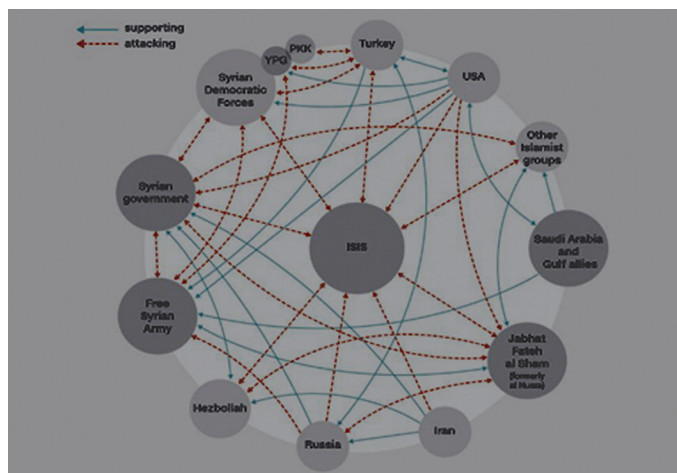 supporting
attacking
PKK
YPG
Turkey
USA
Syrian
Democratic
Forces
Other
Islamist
groups
Syrian
government
ISIS
Saudi Arabia
and
Gulf allies
Free
Syrian
Army
Jabhat
Fateh
al Sham
(formerly
al Nusra)
Hezbollah
Russia
Iran